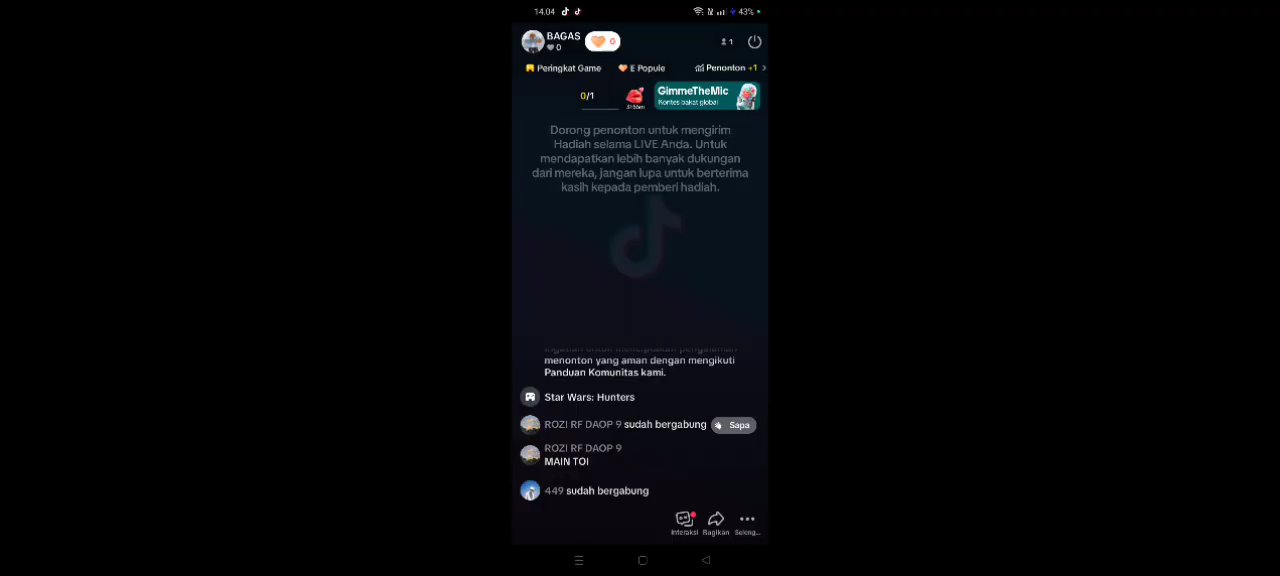 14.04
43%
BAGAS
0
0
1
Peringkat Game
E Popule
Penonton +1 >
0/1
GimmeTheMic
Kontes bakat global
Dorong penonton untuk mengirim
Hadiah selama LIVE Anda. Untuk
mendapatkan lebih banyak dukungan
dari mereka, jangan lupa untuk berterima
kasih kepada pemberi hadiah.
menonton yang aman dengan mengikuti
Panduan Komunitas kami.
Star Wars: Hunters
ROZI RF DAOP 9 sudah bergabung
Sapa
ROZI RF DAOP 9
MAIN TOI
449 sudah bergabung
Interaksi
Bagikan
Seleng...